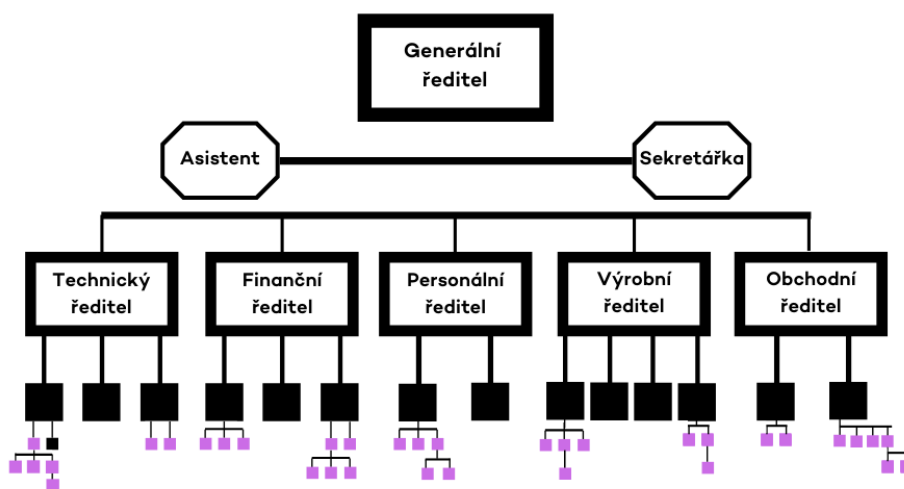 Generální
ředitel
Asistent
Sekretářka
Technický
ředitel
Finanční
ředitel
Personální
ředitel
Výrobní
ředitel
Obchodní
ředitel